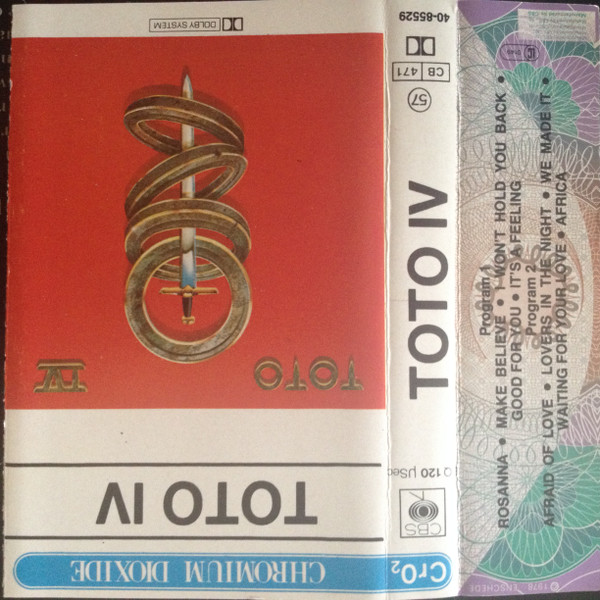 CHROMIUM DIOXIDE
TOTO IV
TOTO
IV
DOLBY SYSTEM
40-85529
CB 471
57
TOTO IV
120 µSec
CBS
CrO2
Program 1
ROSANNA • MAKE BELIEVE • I WON'T HOLD YOU BACK •
GOOD FOR YOU • IT'S A FEELING
Program 2
AFRAID OF LOVE • LOVERS IN THE NIGHT • WE MADE IT •
WAITING FOR YOUR LOVE • AFRICA
1978 ENSCHEDE